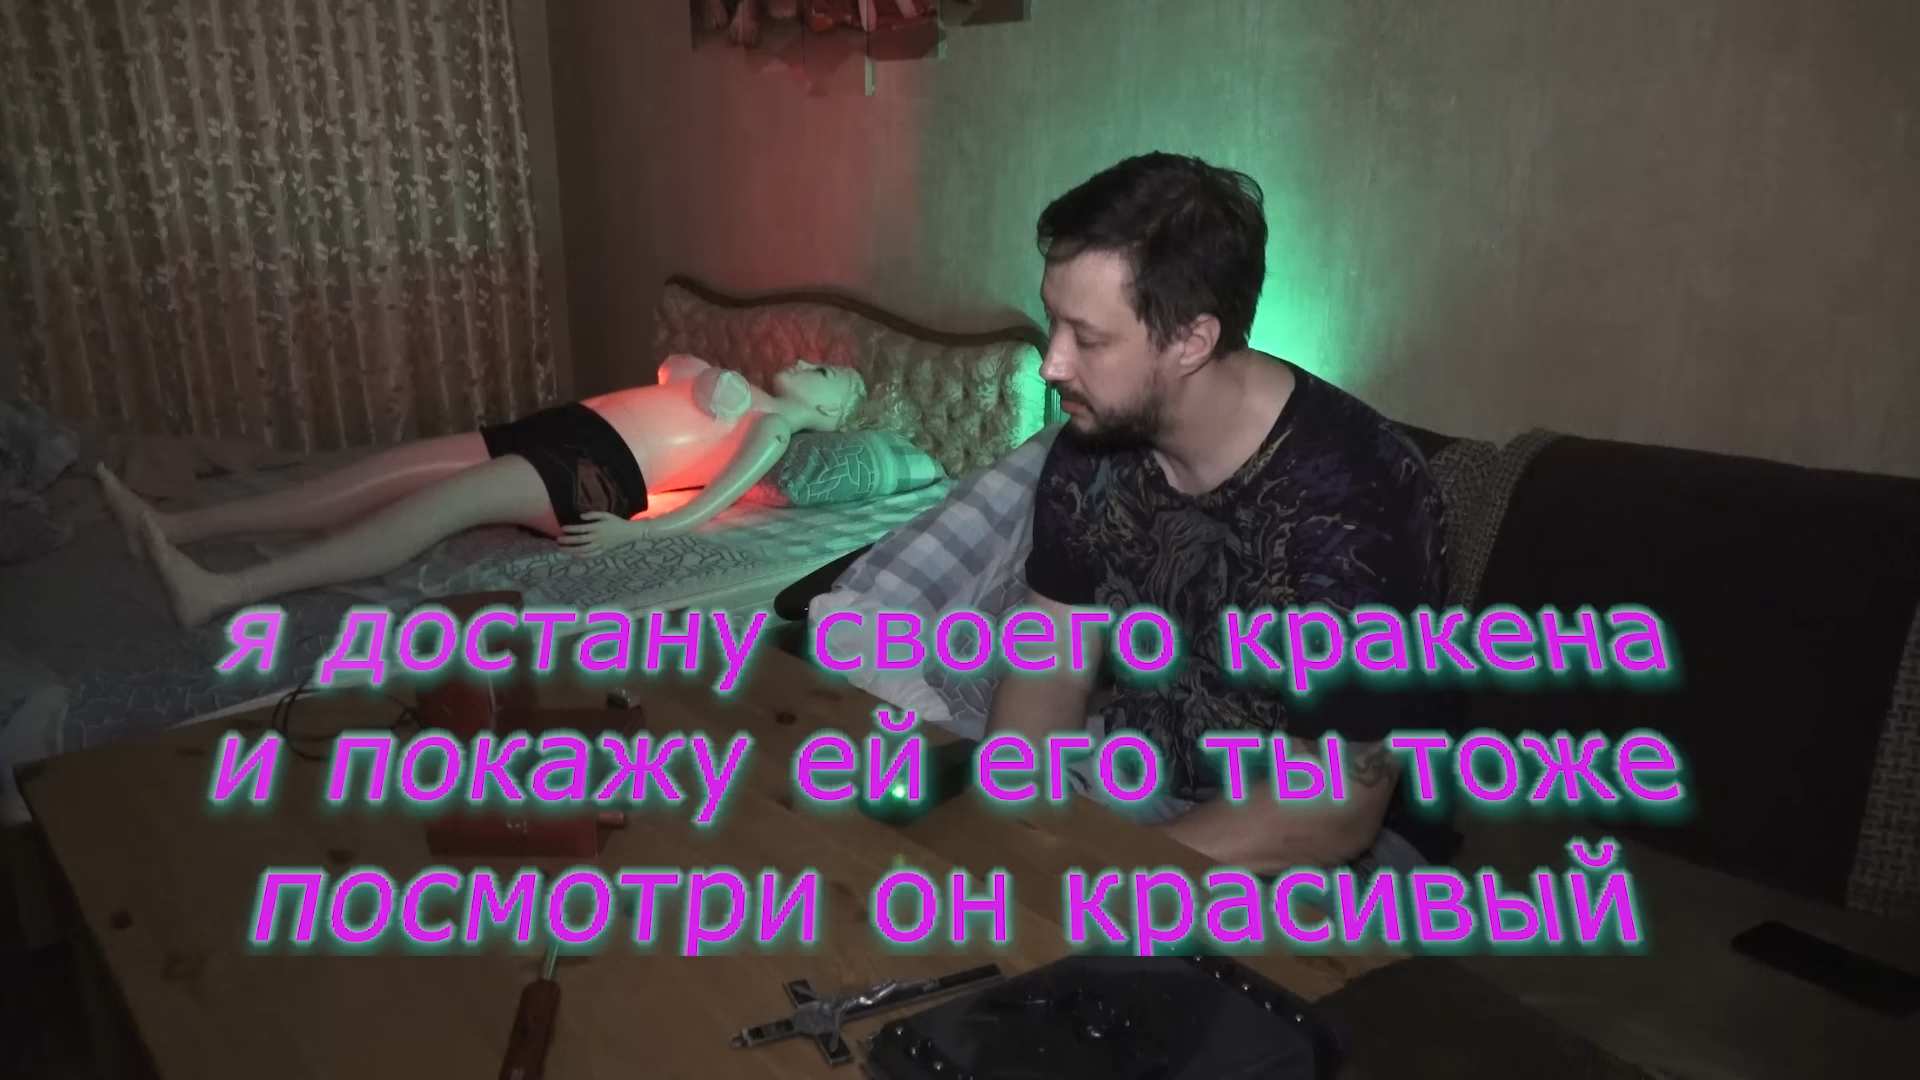 я достану своего кракена
и покажу ей его ты тоже
посмотри он красивый